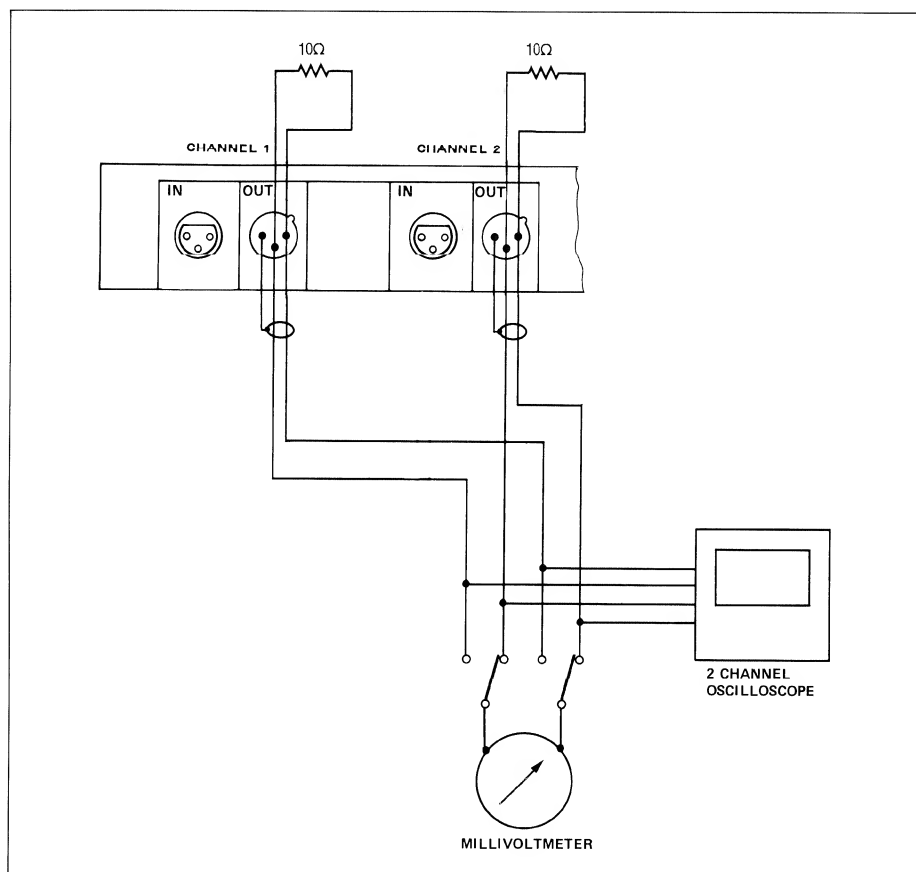 10Ω
10Ω
CHANNEL 1
CHANNEL 2
IN
OUT
IN
OUT
2 CHANNEL
OSCILLOSCOPE
MILLIVOLTMETER